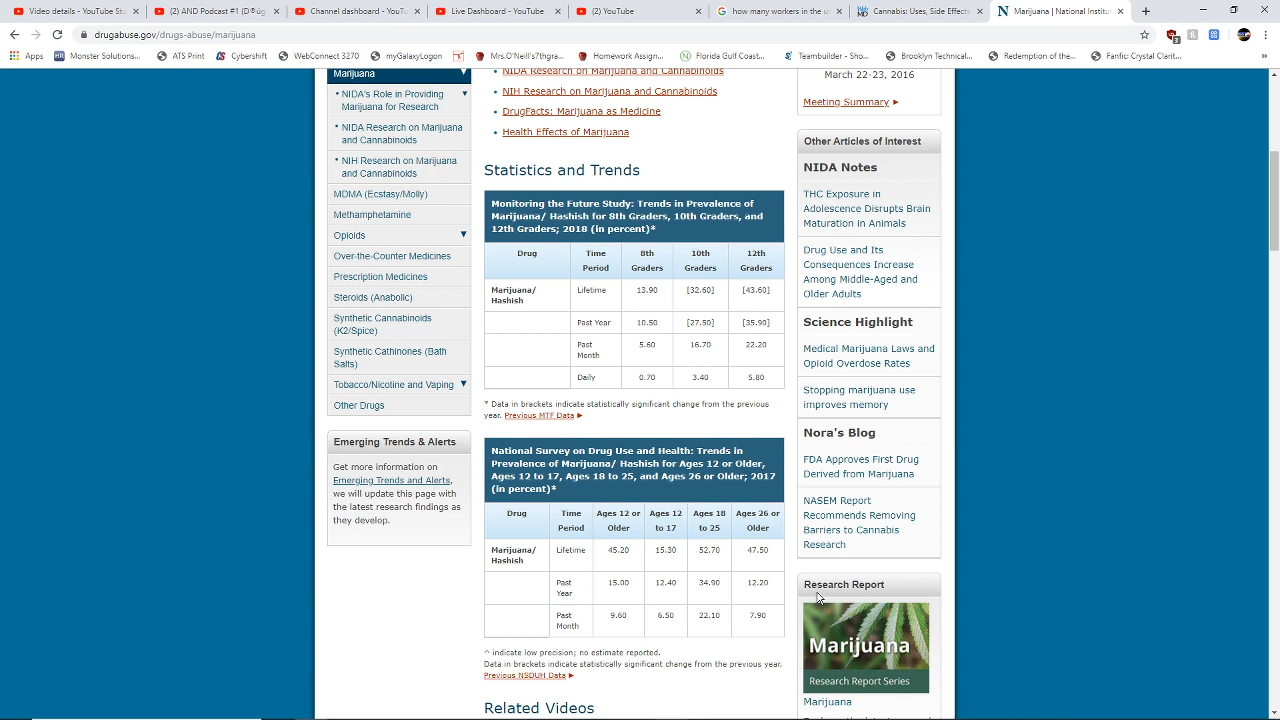 Video details - YouTu
(2) AND Podcast #1 (D®ug
Channel dashboard - YouTu
Live Dashboard - YouTube
(2) YouTube
how many workers in the us
Cannabis: Uses, Side Effects
Marijuana | National Institu
drugabuse.gov/drugs-abuse/marijuana
Apps
Monster Solutions...
ATS Print
Cybershift
WebConnect 3270
myGalaxyLogon
Mrs.O'Neill's7thgra...
Homework Assign...
Florida Gulf Coast...
Teambuilder - Sho...
Brooklyn Technical...
Redemption of the...
Fanfic: Crystal Clarit...
Marijuana
NIDA's Role in Providing
Marijuana for Research
NIDA Research on Marijuana
and Cannabinoids
NIH Research on Marijuana
and Cannabinoids
MDMA (Ecstasy/Molly)
Methamphetamine
Opioids
Over-the-Counter Medicines
Prescription Medicines
Steroids (Anabolic)
Synthetic Cannabinoids
(K2/Spice)
Synthetic Cathinones (Bath
Salts)
Tobacco/Nicotine and Vaping
Other Drugs
Emerging Trends & Alerts
Get more information on
Emerging Trends and Alerts,
we will update this page with
the latest research findings as
they develop.
NIDA Research on Marijuana and Cannabinoids
NIH Research on Marijuana and Cannabinoids
DrugFacts: Marijuana as Medicine
Health Effects of Marijuana
Statistics and Trends
Monitoring the Future Study: Trends in Prevalence of
Marijuana/ Hashish for 8th Graders, 10th Graders, and
12th Graders; 2018 (in percent)*
Drug Time Period 8th Graders 10th Graders 12th Graders
Marijuana/ Hashish Lifetime 13.90 [32.60] [43.60]
Past Year 10.50 [27.50] [35.90]
Past Month 5.60 16.70 22.20
Daily 0.70 3.40 5.80
* Data in brackets indicate statistically significant change from the previous
year. Previous MTF Data
National Survey on Drug Use and Health: Trends in
Prevalence of Marijuana/ Hashish for Ages 12 or Older,
Ages 12 to 17, Ages 18 to 25, and Ages 26 or Older; 2017
(in percent)*
Drug Time Period Ages 12 or Older Ages 12 to 17 Ages 18 to 25 Ages 26 or Older
Marijuana/ Hashish Lifetime 45.20 15.30 52.70 47.50
Past Year 15.00 12.40 34.90 12.20
Past Month 9.60 6.50 22.10 7.90
^ indicate low precision; no estimate reported.
Data in brackets indicate statistically significant change from the previous year.
Previous NSDUH Data
Related Videos
March 22-23, 2016
Meeting Summary
Other Articles of Interest
NIDA Notes
THC Exposure in
Adolescence Disrupts Brain
Maturation in Animals
Drug Use and Its
Consequences Increase
Among Middle-Aged and
Older Adults
Science Highlight
Medical Marijuana Laws and
Opioid Overdose Rates
Stopping marijuana use
improves memory
Nora's Blog
FDA Approves First Drug
Derived from Marijuana
NASEM Report
Recommends Removing
Barriers to Cannabis
Research
Research Report
Marijuana
Research Report Series
Marijuana